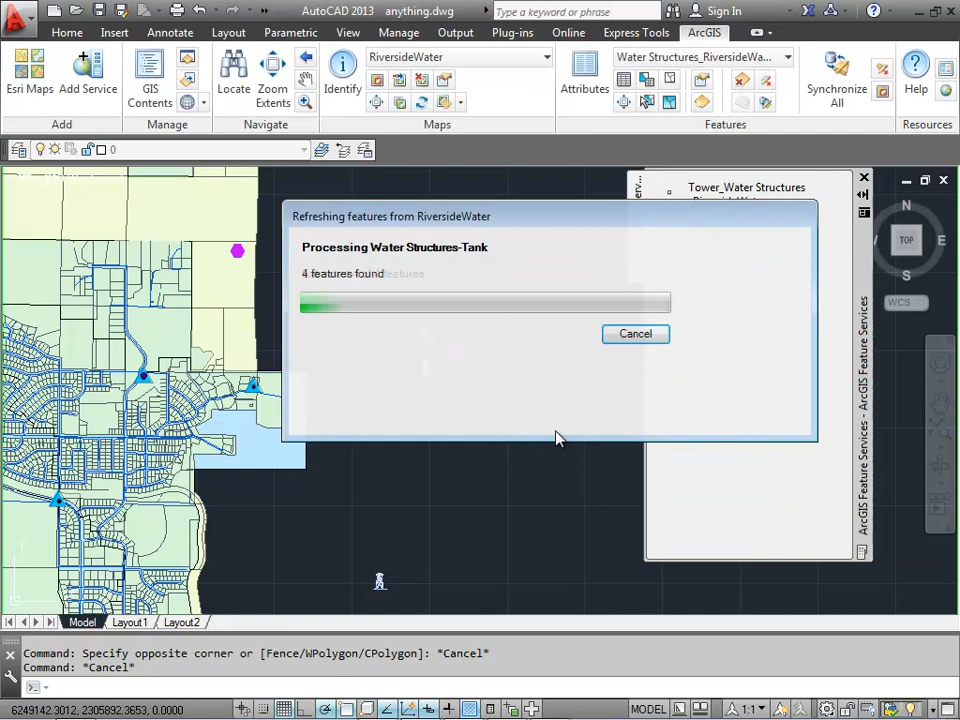 AutoCAD 2013 anything.dwg
Type a keyword or phrase
Sign In
Home Insert Annotate Layout Parametric View Manage Output Plug-ins Online Express Tools ArcGIS
Esri Maps
Add Service
Add
GIS
Contents
Manage
Locate
Zoom
Extents
Navigate
Identify
RiversideWater
Maps
Attributes
Water Structures_RiversideWa...
Features
Synchronize
All
Help
Resources
0
Tower_Water Structures
Refreshing features from RiversideWater
Processing Water Structures-Tank
4 features found
Cancel
ArcGIS Feature Services - ArcGIS Feature Services
N
TOP
E
S
WCS
Model Layout1 Layout2
Command: Specify opposite corner or [Fence/WPolygon/CPolygon]: *Cancel*
Command: *Cancel*
6249142.3012, 2305892.3653, 0.0000
MODEL
1:1